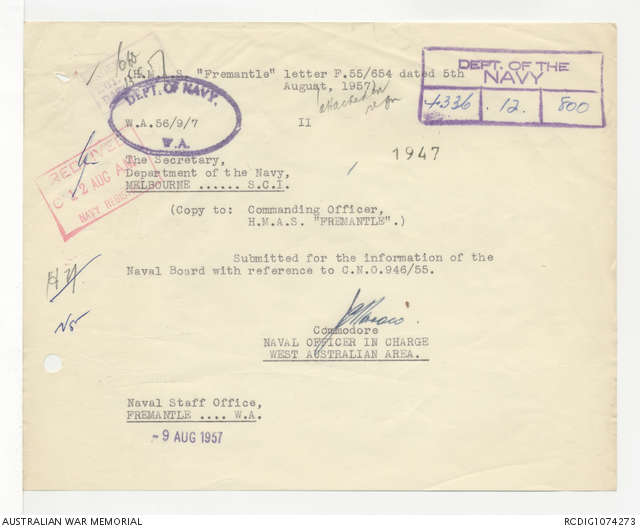 (H.M.A.S. "Fremantle" letter F.55/654 dated 5th
August, 1957)
attached on
DEPT. OF THE
NAVY
4336 12. 800
DEPT. OF NAVY.
W.A.56/9/7
W.A.
II
1947
22 AUG
The Secretary,
Department of the Navy,
MELBOURNE ...... S.C.I.
(Copy to: Commanding Officer,
H.M.A.S. "FREMANTLE".)
Submitted for the information of the
Naval Board with reference to C.N.O.946/55.
Commodore
NAVAL OFFICER IN CHARGE
WEST AUSTRALIAN AREA.
Naval Staff Office,
FREMANTLE .... W.A.
-9 AUG 1957
AUSTRALIAN WAR MEMORIAL
RCDIG1074273